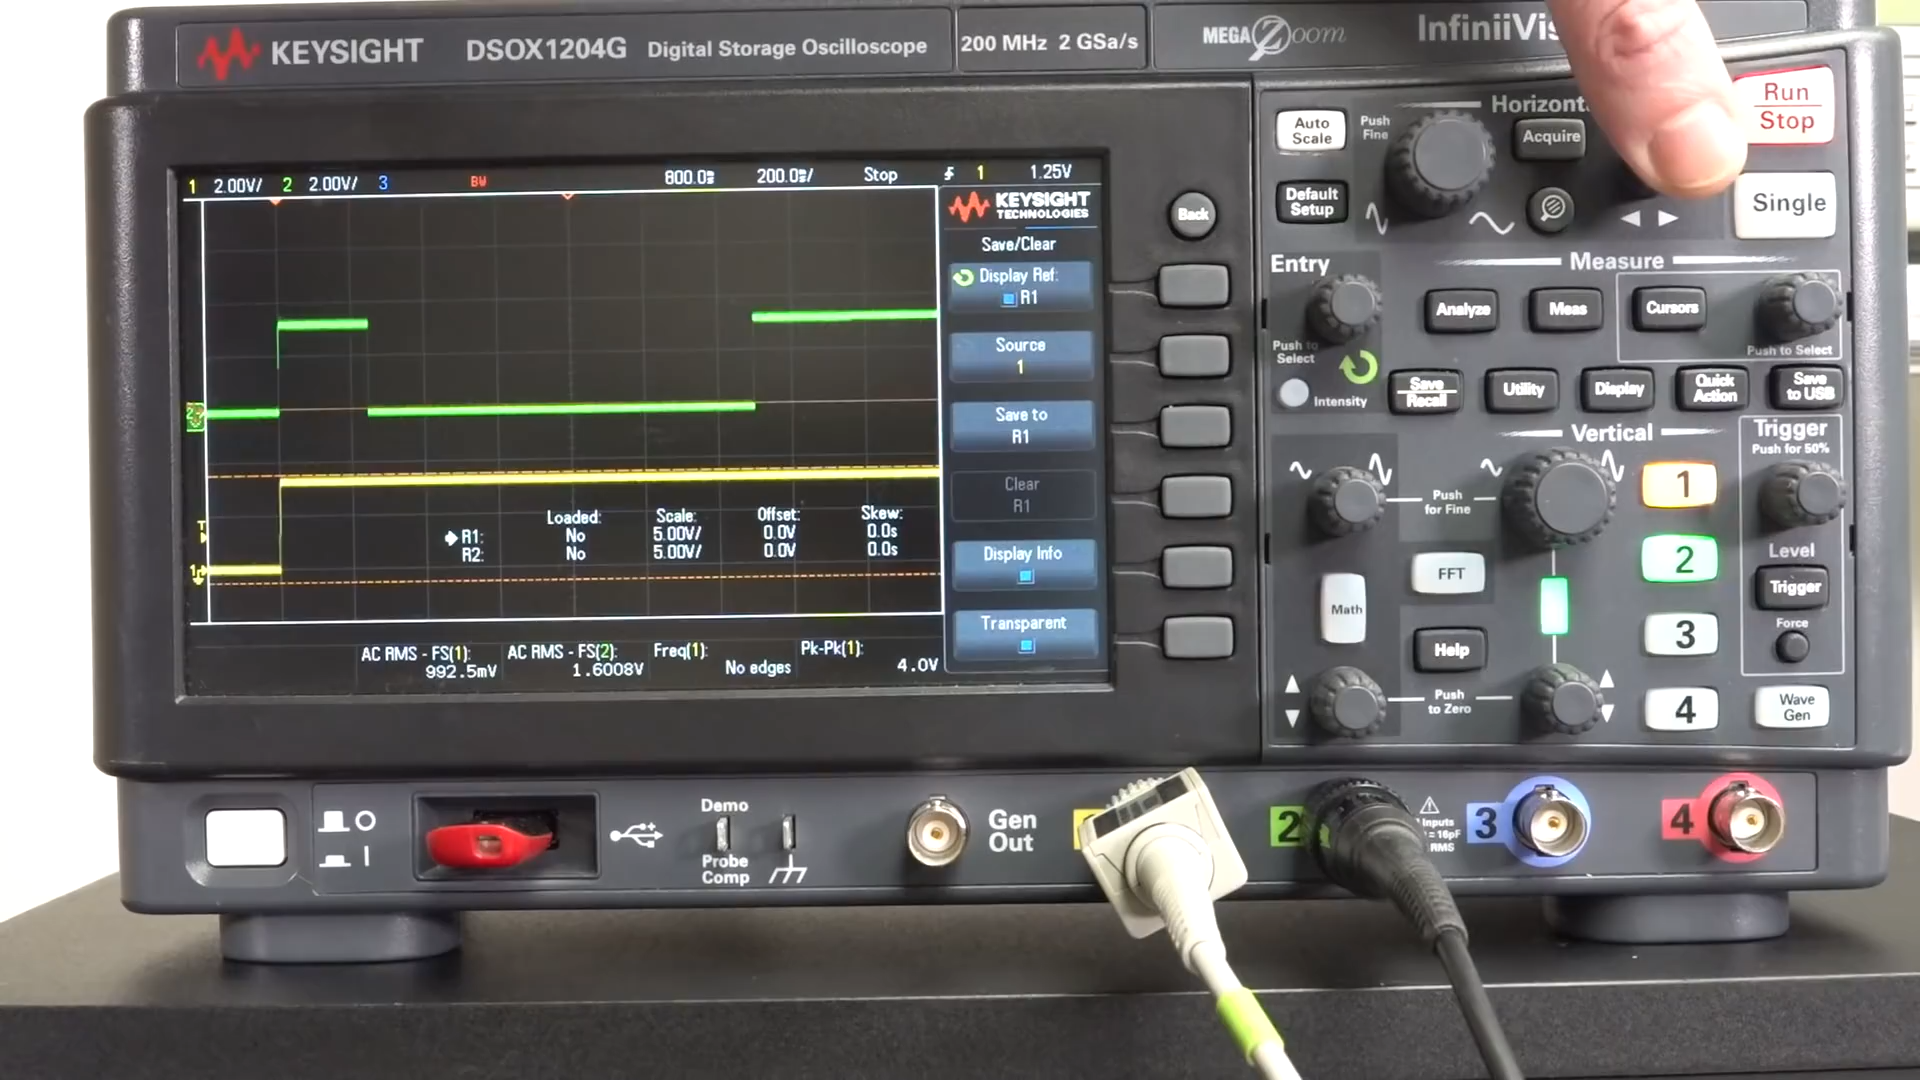 KEYSIGHT DSOX1204G Digital Storage Oscilloscope 200 MHz 2 GSa/s MEGA Zoom
1 2.00V/ 2 2.00V/ 3 BW 800.0 200.0 Stop 1 1.25V
KEYSIGHT
TECHNOLOGIES
Save/Clear
Display Ref:
R1
Source
1
Save to
R1
Clear
R1
Display Info
Transparent
2
T
1
Loaded: Scale: Offset: Skew:
R1: No 5.00V/ 0.0V 0.0s
R2: No 5.00V/ 0.0V 0.0s
AC RMS - FS(1): AC RMS - FS(2): Freq(1): Pk-Pk(1):
992.5mV 1.6008V No edges 4.0V
Back
Auto
Scale
Default
Setup
Push
Fine
Acquire
Run
Stop
Single
Entry
Push to
Select
Intensity
Measure
Analyze
Meas
Cursors
Push to Select
Save
Recall
Utility
Display
Quick
Action
Save
to USB
Vertical
Push
for Fine
1
2
3
4
FFT
Math
Help
Push
to Zero
Trigger
Push for 50%
Level
Trigger
Force
Wave
Gen
Demo
Probe
Comp
Gen
Out
2
3
4